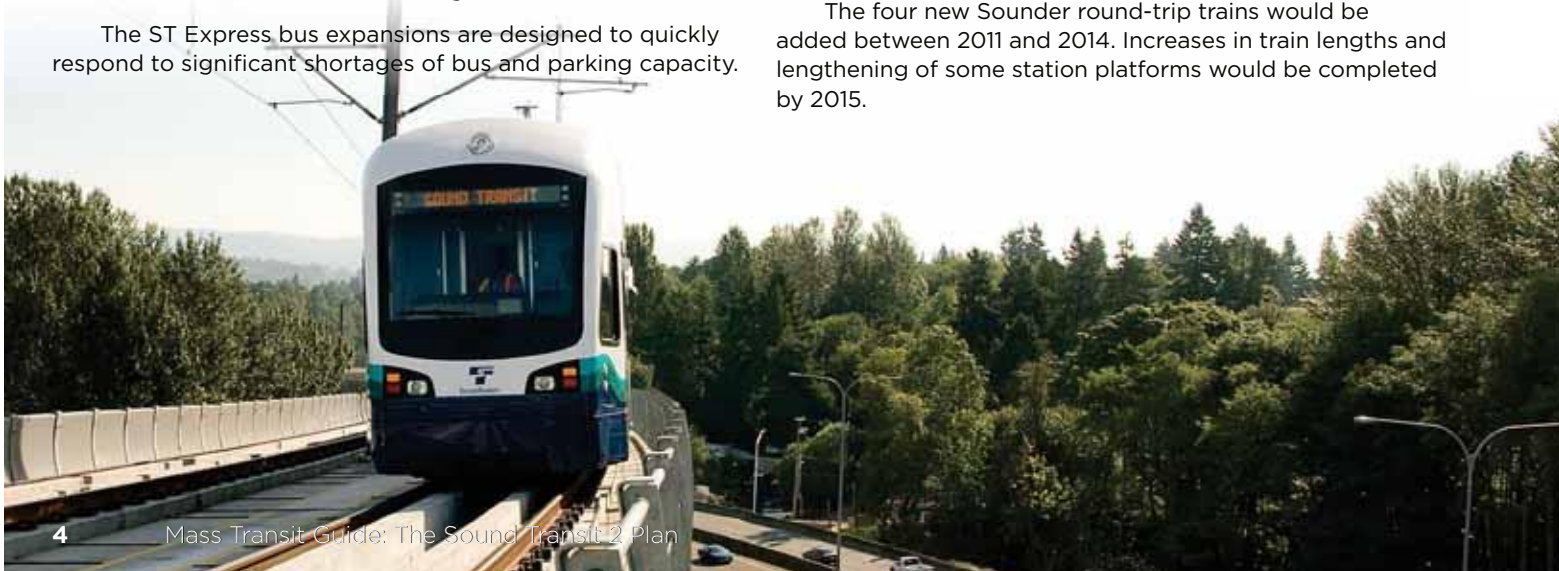 The ST Express bus expansions are designed to quickly
respond to significant shortages of bus and parking capacity.
The four new Sounder round-trip trains would be
added between 2011 and 2014. Increases in train lengths and
lengthening of some station platforms would be completed
by 2015.
SOUND TRANSIT
4 Mass Transit Guide: The Sound Transit 2 Plan